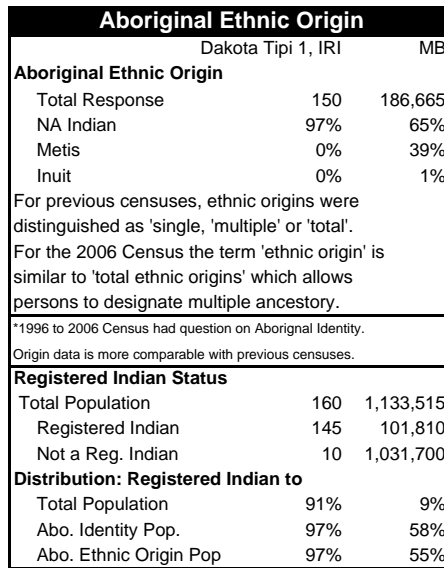 Aboriginal Ethnic Origin
Dakota Tipi 1, IRI MB
Aboriginal Ethnic Origin
Total Response 150 186,665
NA Indian 97% 65%
Metis 0% 39%
Inuit 0% 1%
For previous censuses, ethnic origins were
distinguished as 'single, 'multiple' or 'total'.
For the 2006 Census the term 'ethnic origin' is
similar to 'total ethnic origins' which allows
persons to designate multiple ancestory.
*1996 to 2006 Census had question on Aborignal Identity.
Origin data is more comparable with previous censuses.
Registered Indian Status
Total Population 160 1,133,515
Registered Indian 145 101,810
Not a Reg. Indian 10 1,031,700
Distribution: Registered Indian to
Total Population 91% 9%
Abo. Identity Pop. 97% 58%
Abo. Ethnic Origin Pop 97% 55%